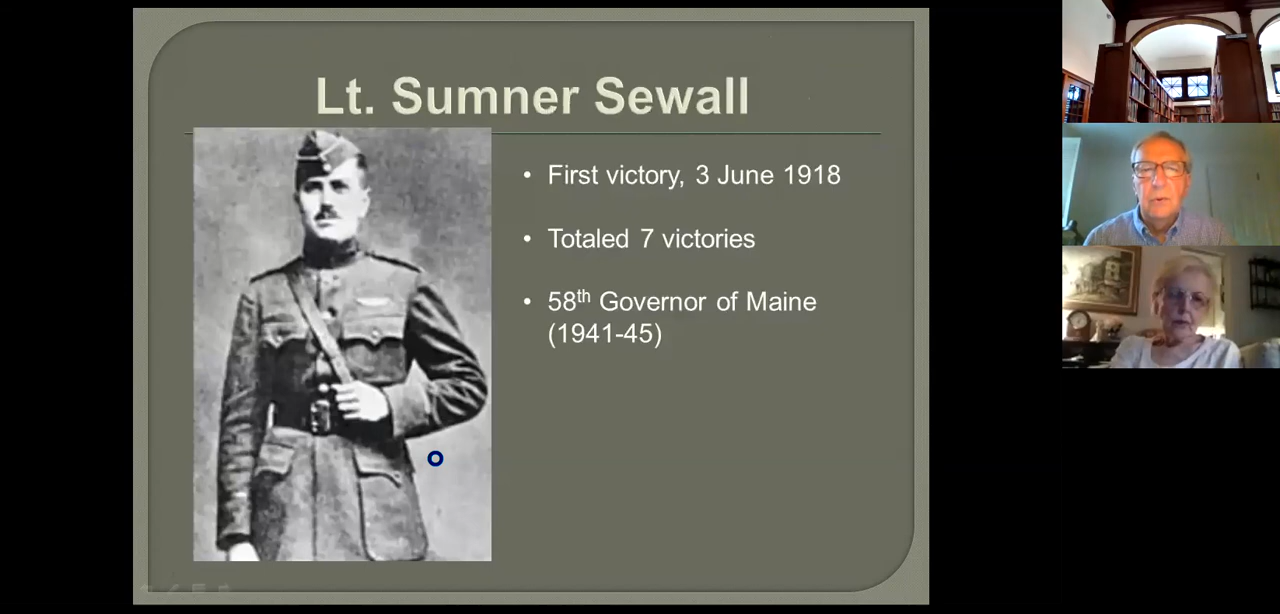 Lt. Sumner Sewall
• First victory, 3 June 1918
• Totaled 7 victories
• 58th Governor of Maine
(1941-45)